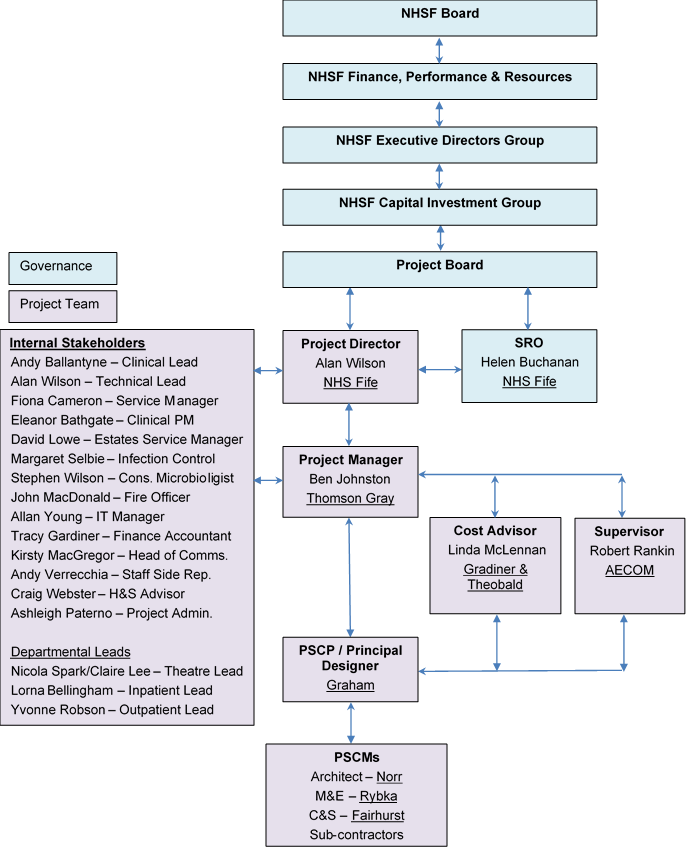 NHSF Board
NHSF Finance, Performance & Resources
NHSF Executive Directors Group
NHSF Capital Investment Group
Project Board
Governance
Project Team
Internal Stakeholders
Andy Ballantyne – Clinical Lead
Alan Wilson – Technical Lead
Fiona Cameron – Service Manager
Eleanor Bathgate – Clinical PM
David Lowe – Estates Service Manager
Margaret Selbie – Infection Control
Stephen Wilson – Cons. Microbioligist
John MacDonald – Fire Officer
Allan Young – IT Manager
Tracy Gardiner – Finance Accountant
Kirsty MacGregor – Head of Comms.
Andy Verrecchia – Staff Side Rep.
Craig Webster – H&S Advisor
Ashleigh Paterno – Project Admin.
Departmental Leads
Nicola Spark/Claire Lee – Theatre Lead
Lorna Bellingham – Inpatient Lead
Yvonne Robson – Outpatient Lead
Project Director
Alan Wilson
NHS Fife
SRO
Helen Buchanan
NHS Fife
Project Manager
Ben Johnston
Thomson Gray
Cost Advisor
Linda McLennan
Gradiner &
Theobald
Supervisor
Robert Rankin
AECOM
PSCP / Principal
Designer
Graham
PSCMs
Architect – Norr
M&E – Rybka
C&S – Fairhurst
Sub-contractors